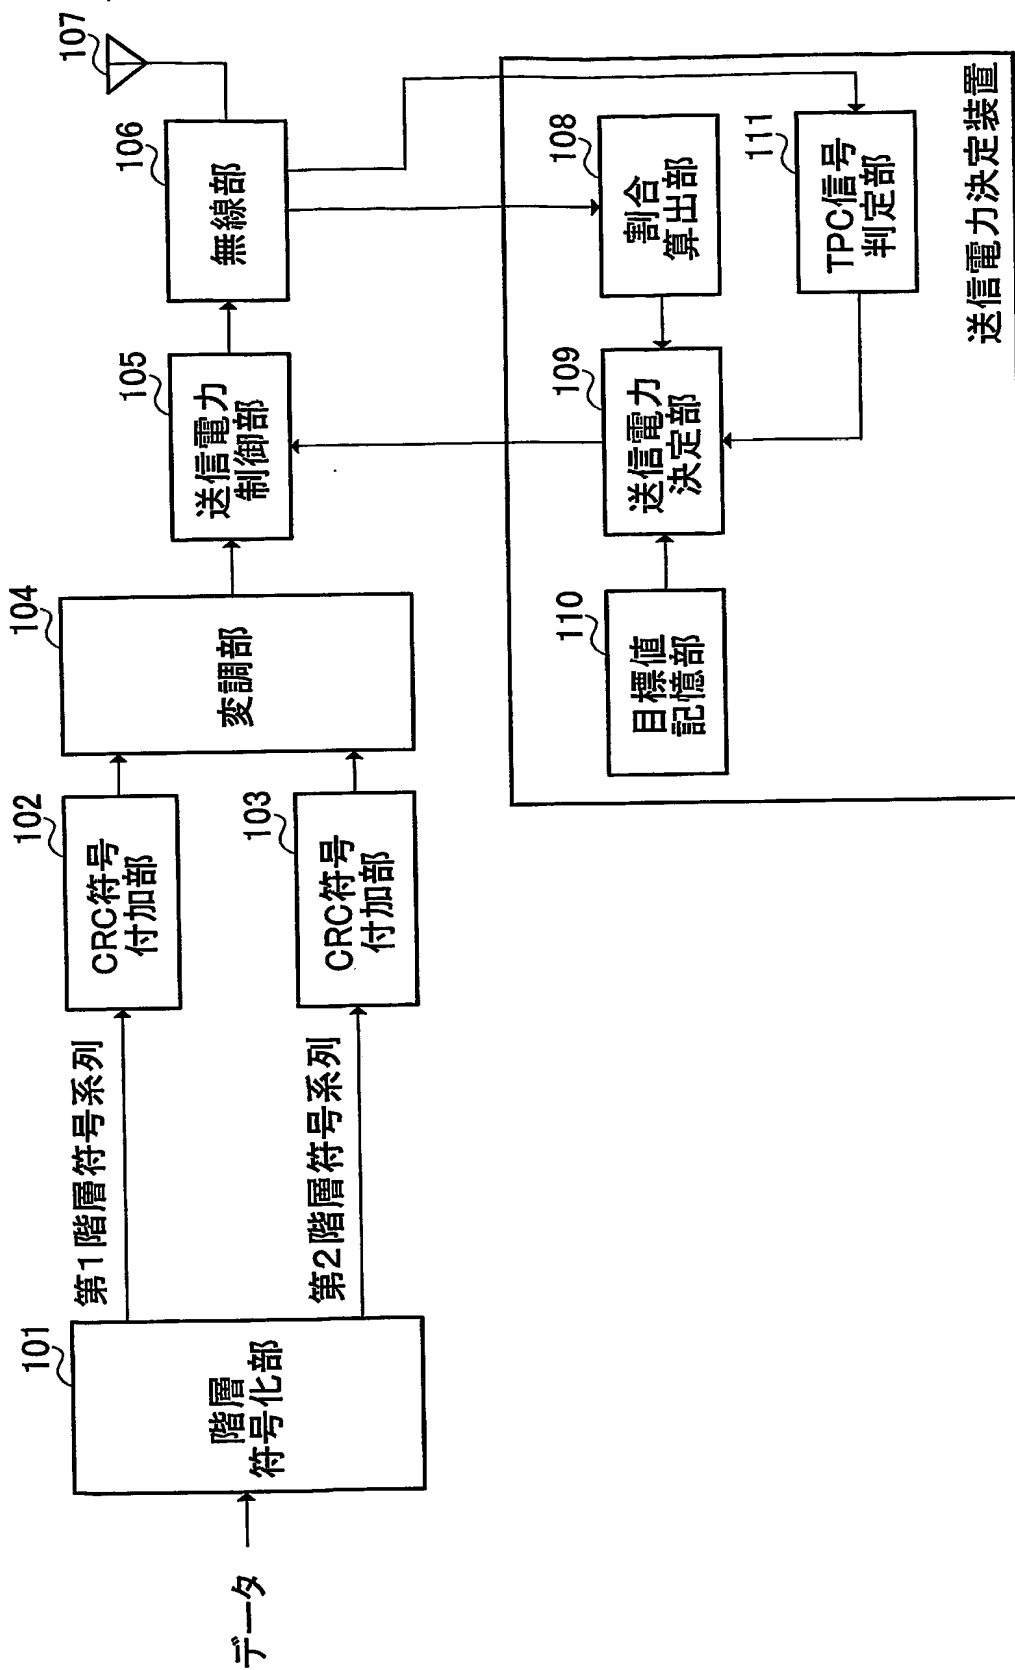 データ
101
階層
符号化部
第1階層符号系列
第2階層符号系列
102
CRC符号
付加部
103
CRC符号
付加部
104
変調部
105
送信電力
制御部
106
無線部
107
108
割合
算出部
109
送信電力
決定部
110
目標値
記憶部
111
TPC信号
判定部
送信電力決定装置